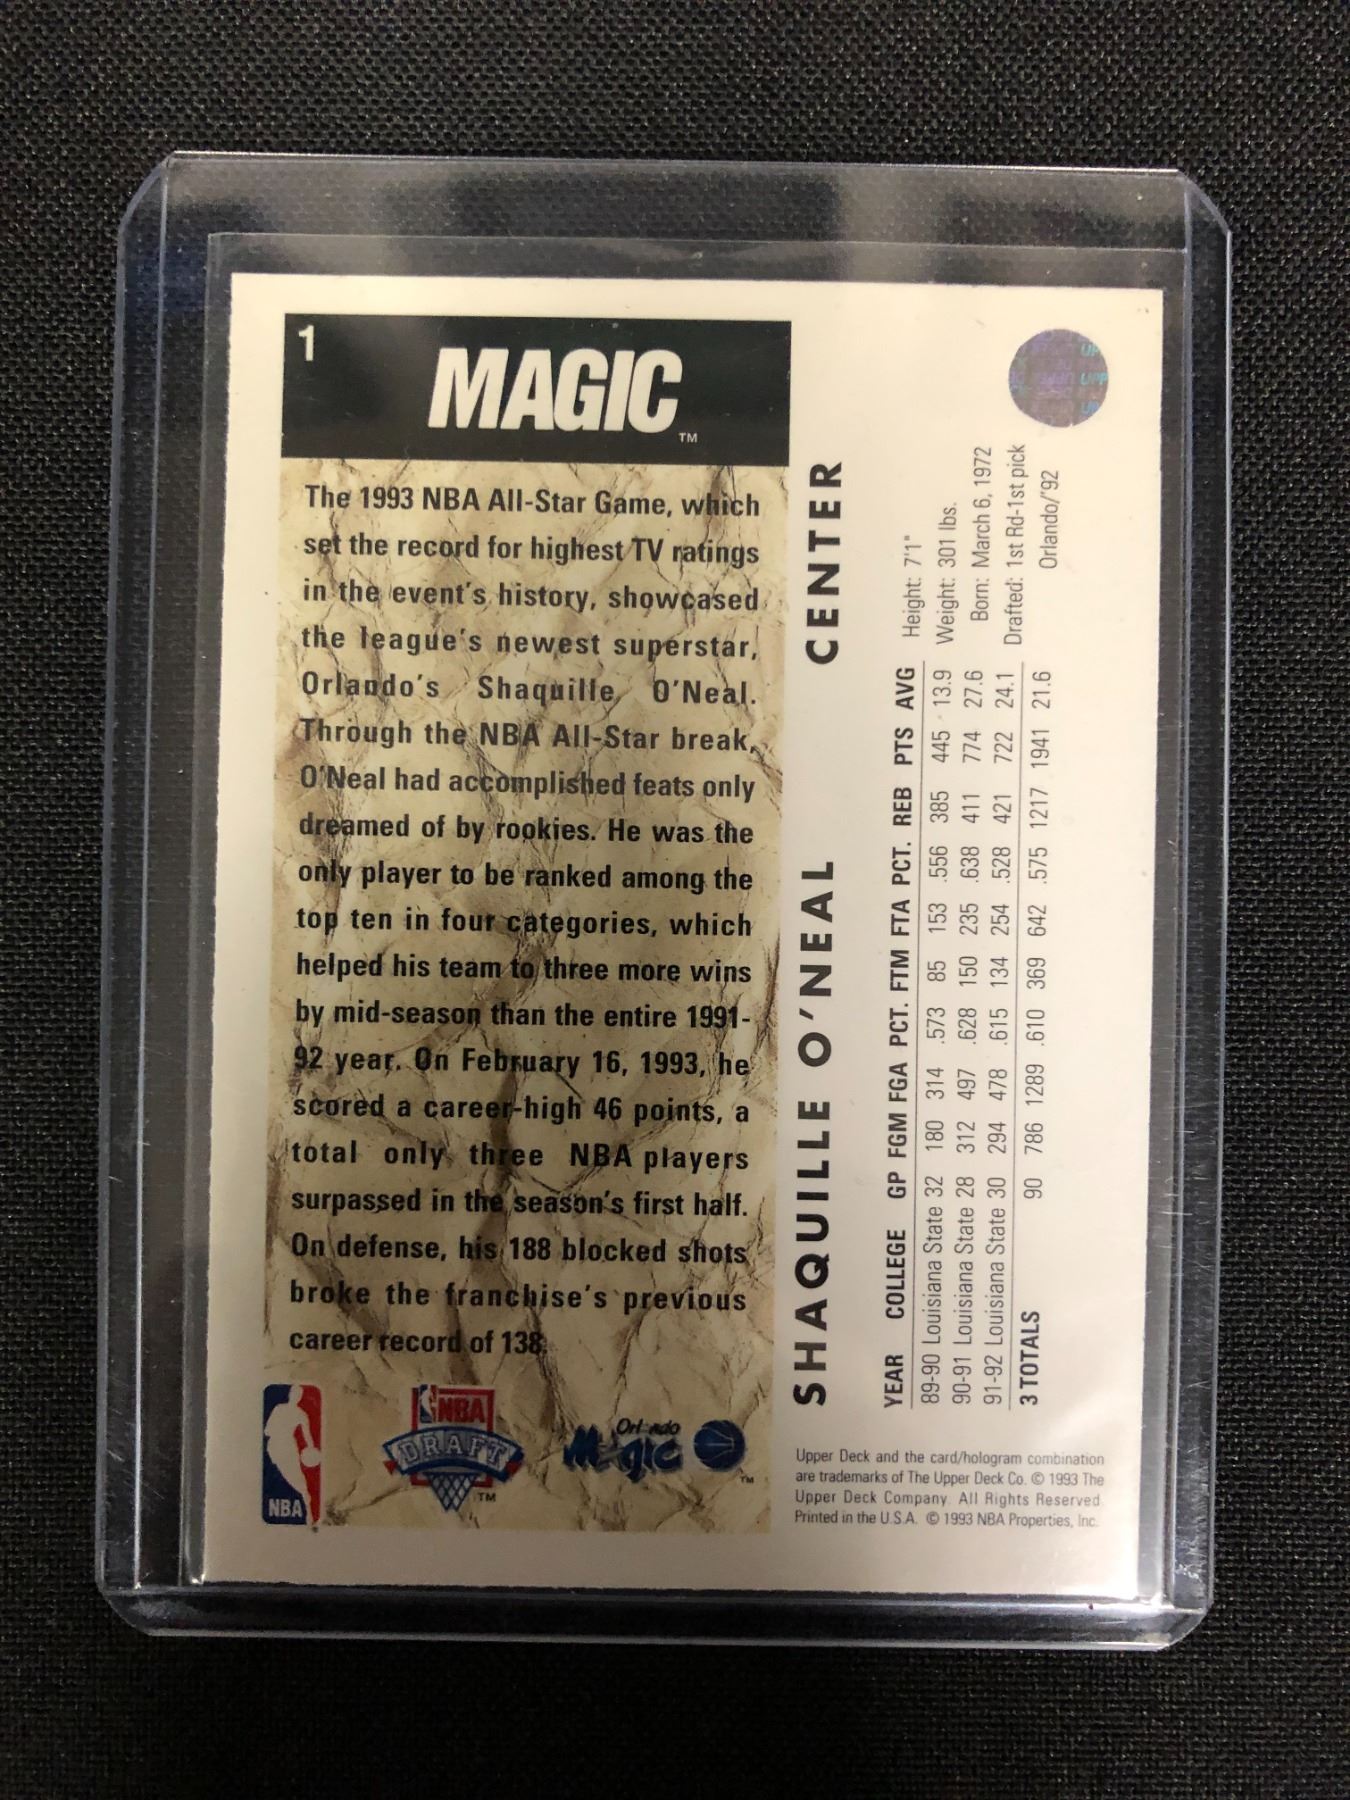 1
MAGIC
TM
The 1993 NBA All-Star Game, which
set the record for highest TV ratings
in the event's history, showcased
the league's newest superstar,
Orlando's Shaquille O'Neal.
Through the NBA All-Star break,
O'Neal had accomplished feats only
dreamed of by rookies. He was the
only player to be ranked among the
top ten in four categories, which
helped his team to three more wins
by mid-season than the entire 1991-
92 year. On February 16, 1993, he
scored a career-high 46 points, a
total only three NBA players
surpassed in the season's first half.
On defense, his 188 blocked shots
broke the franchise's previous
career record of 138.
NBA
NBA
DRAFT
TM
Orlando
Magic
TM
SHAQUILLE O'NEAL CENTER
Height: 7'1"
Weight: 301 lbs.
Born: March 6, 1972
Drafted: 1st Rd-1st pick
Orlando/'92
YEAR COLLEGE GP FGM FGA PCT. FTM FTA PCT. REB PTS AVG
89-90 Louisiana State 32 180 314 .573 85 153 .556 385 445 13.9
90-91 Louisiana State 28 312 497 .628 150 235 .638 411 774 27.6
91-92 Louisiana State 30 294 478 .615 134 254 .528 421 722 24.1
3 TOTALS 90 786 1289 .610 369 642 .575 1217 1941 21.6
Upper Deck and the card/hologram combination
are trademarks of The Upper Deck Co. © 1993 The
Upper Deck Company. All Rights Reserved.
Printed in the U.S.A. © 1993 NBA Properties, Inc.